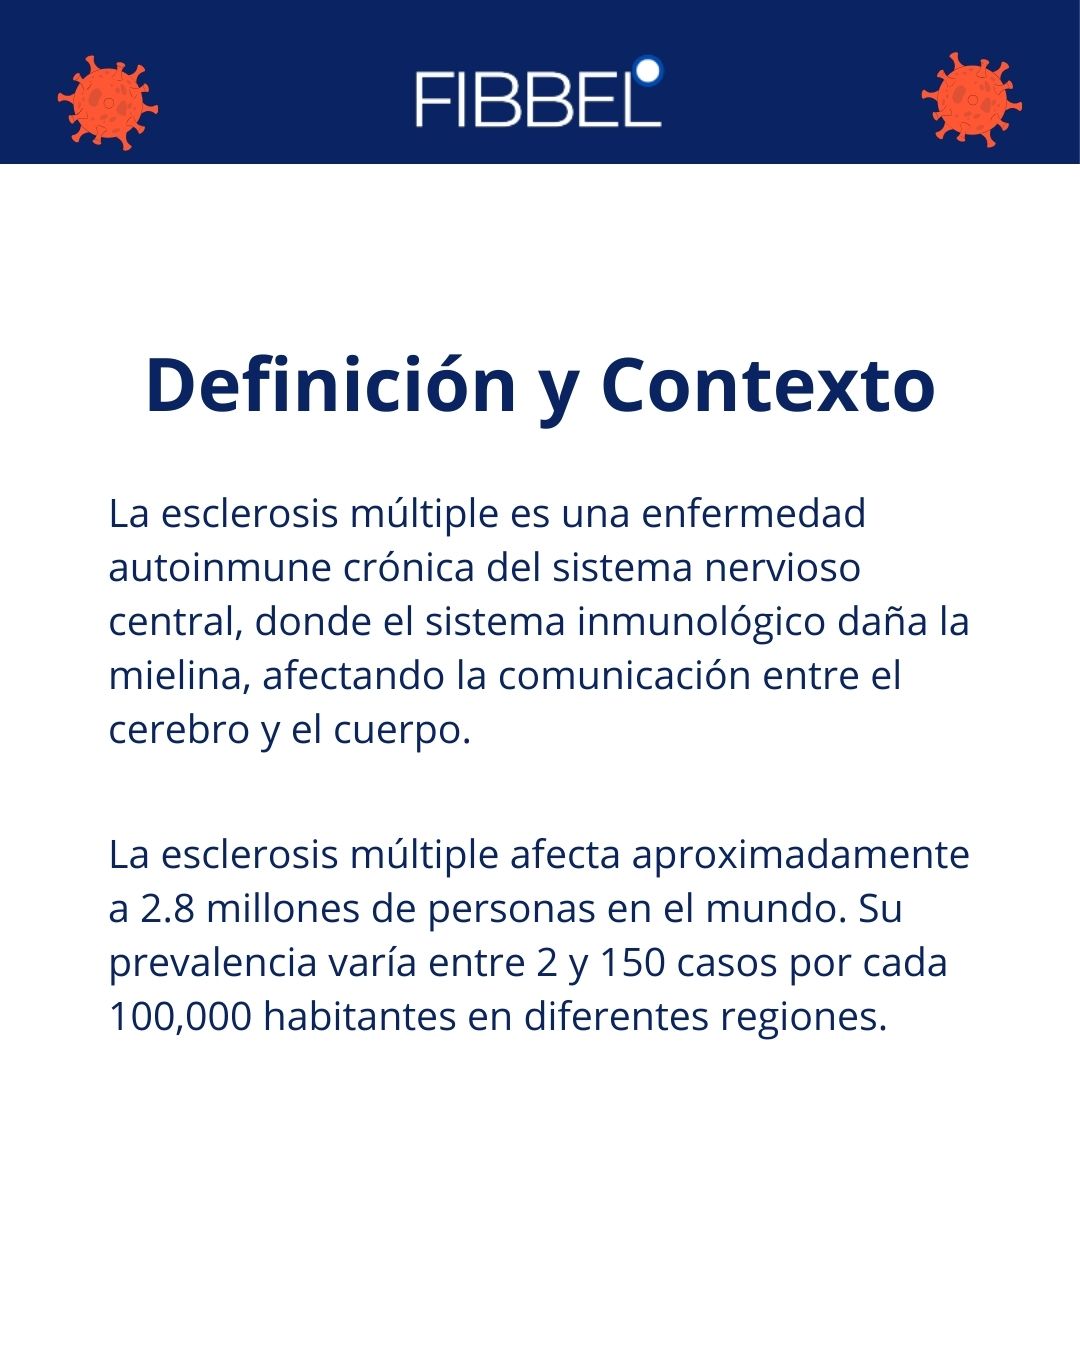 FIBBEL
Definición y Contexto
La esclerosis múltiple es una enfermedad
autoinmune crónica del sistema nervioso
central, donde el sistema inmunológico daña la
mielina, afectando la comunicación entre el
cerebro y el cuerpo.
La esclerosis múltiple afecta aproximadamente
a 2.8 millones de personas en el mundo. Su
prevalencia varía entre 2 y 150 casos por cada
100,000 habitantes en diferentes regiones.